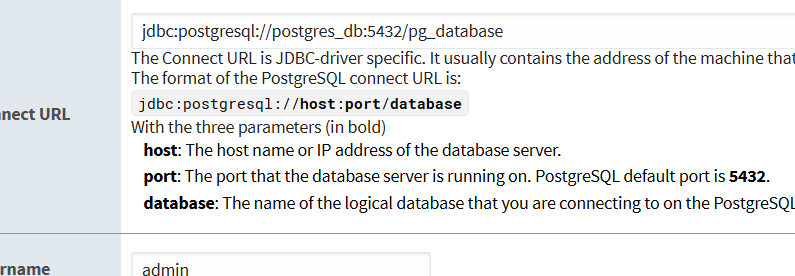 jdbc:postgresql://postgres_db:5432/pg_database
The Connect URL is JDBC-driver specific. It usually contains the address of the machine that
The format of the PostgreSQL connect URL is:
jdbc:postgresql://host:port/database
nnect URL
With the three parameters (in bold)
host: The host name or IP address of the database server.
port: The port that the database server is running on. PostgreSQL default port is 5432.
database: The name of the logical database that you are connecting to on the PostgreSQL
rname
admin